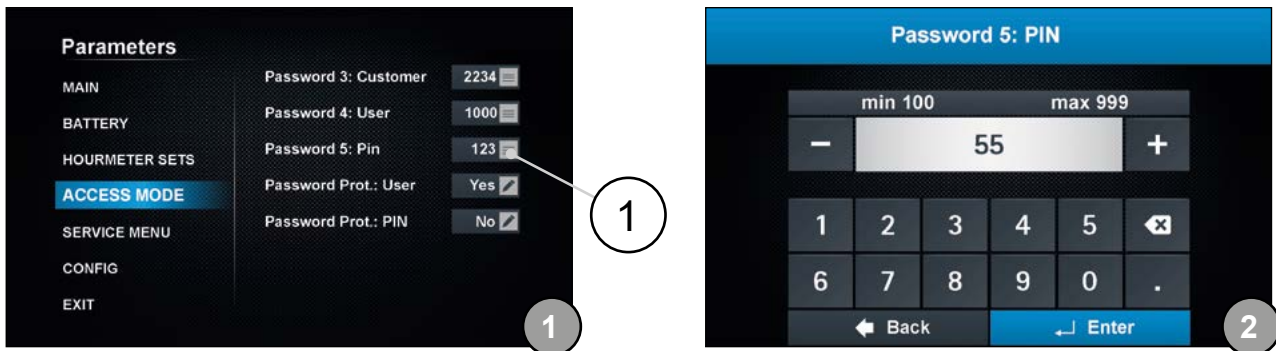 Parameters
MAIN
BATTERY
HOURMETER SETS
ACCESS MODE
SERVICE MENU
CONFIG
EXIT
Password 3: Customer 2234
Password 4: User 1000
Password 5: Pin 123
Password Prot.: User Yes
Password Prot.: PIN No
1
1
Password 5: PIN
min 100 max 999
− 55 +
1 2 3 4 5
6 7 8 9 0 .
Back Enter
2